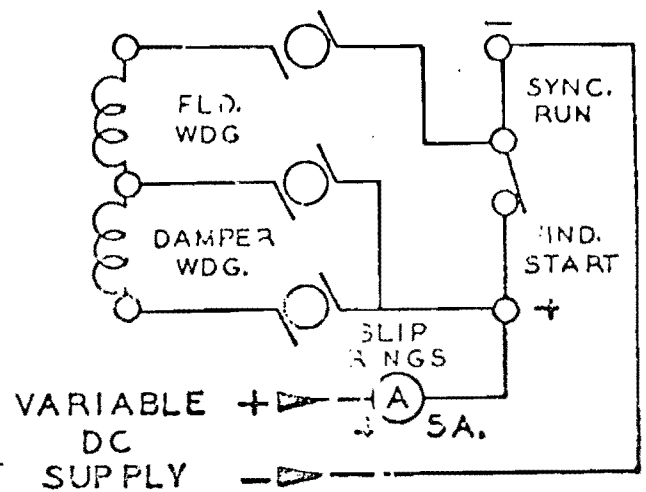 −
SYNC.
RUN
FLD.
WDG
DAMPER
WDG.
IND.
START
+
SLIP
RINGS
VARIABLE +
A
5A.
DC
SUPPLY −